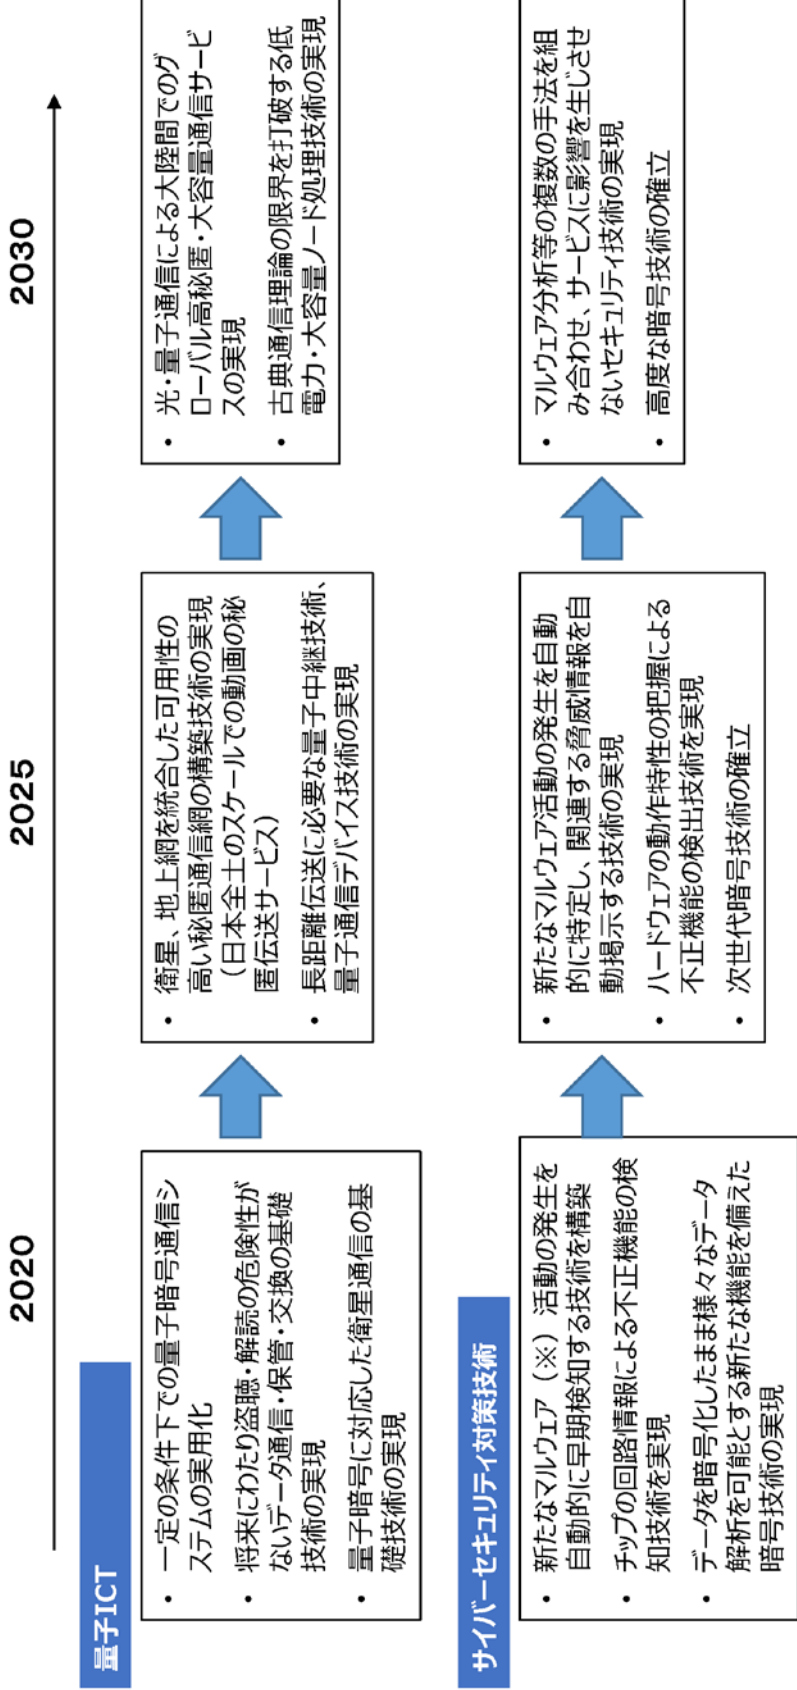 2020
2025
2030
量子ICT
• 一定の条件下での量子暗号通信シ
ステムの実用化
• 将来にわたり盗聴・解読の危険性が
ないデータ通信・保管・交換の基礎
技術の実現
• 量子暗号に対応した衛星通信の基
礎技術の実現
• 衛星、地上網を統合した可用性の
高い秘匿通信網の構築技術の実現
（日本全土のスケールでの動画の秘
匿伝送サービス）
• 長距離伝送に必要な量子中継技術、
量子通信デバイス技術の実現
• 光・量子通信による大陸間でのグ
ローバル高秘匿・大容量通信サービ
スの実現
• 古典通信理論の限界を打破する低
電力・大容量ノード処理技術の実現
サイバーセキュリティ対策技術
• 新たなマルウェア（※）活動の発生を
自動的に早期検知する技術を構築
• チップの回路情報による不正機能の検
知技術を実現
• データを暗号化したまま様々なデータ
解析を可能とする新たな機能を備えた
暗号技術の実現
• 新たなマルウェア活動の発生を自動
的に特定し、関連する脅威情報を自
動掲示する技術の実現
• ハードウェアの動作特性の把握による
不正機能の検出技術を実現
• 次世代暗号技術の確立
• マルウェア分析等の複数の手法を組
み合わせ、サービスに影響を生じさせ
ないセキュリティ技術の実現
• 高度な暗号技術の確立